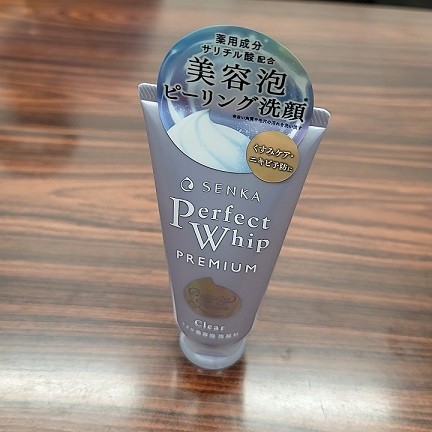 薬用成分
サリチル酸配合
美容泡
ピーリング洗顔*
くすみケア・
ニキビ予防に
SENKA
Perfect
Whip
PREMIUM
Clear